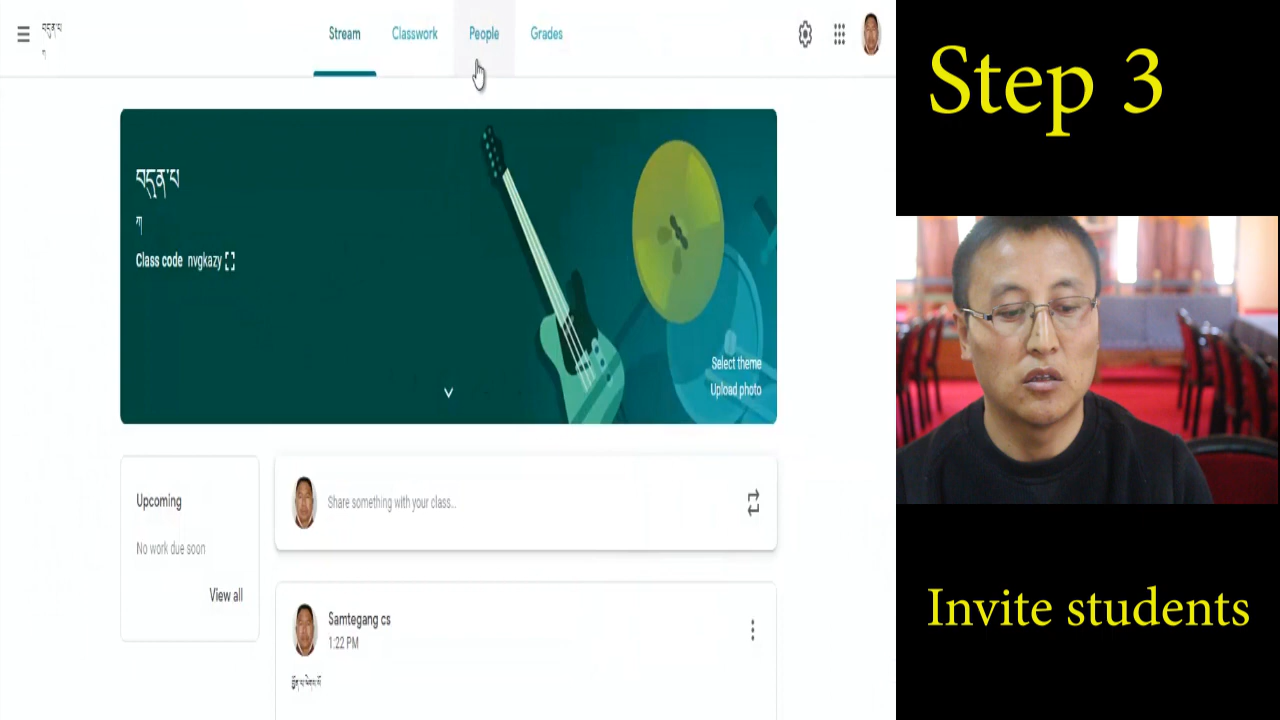 བདུན་པ
ཀ
Stream
Classwork
People
Grades
བདུན་པ
ཀ
Class code nvgkazy
Select theme
Upload photo
Upcoming
No work due soon
View all
Share something with your class...
Samtegang cs
1:22 PM
Step 3
Invite students